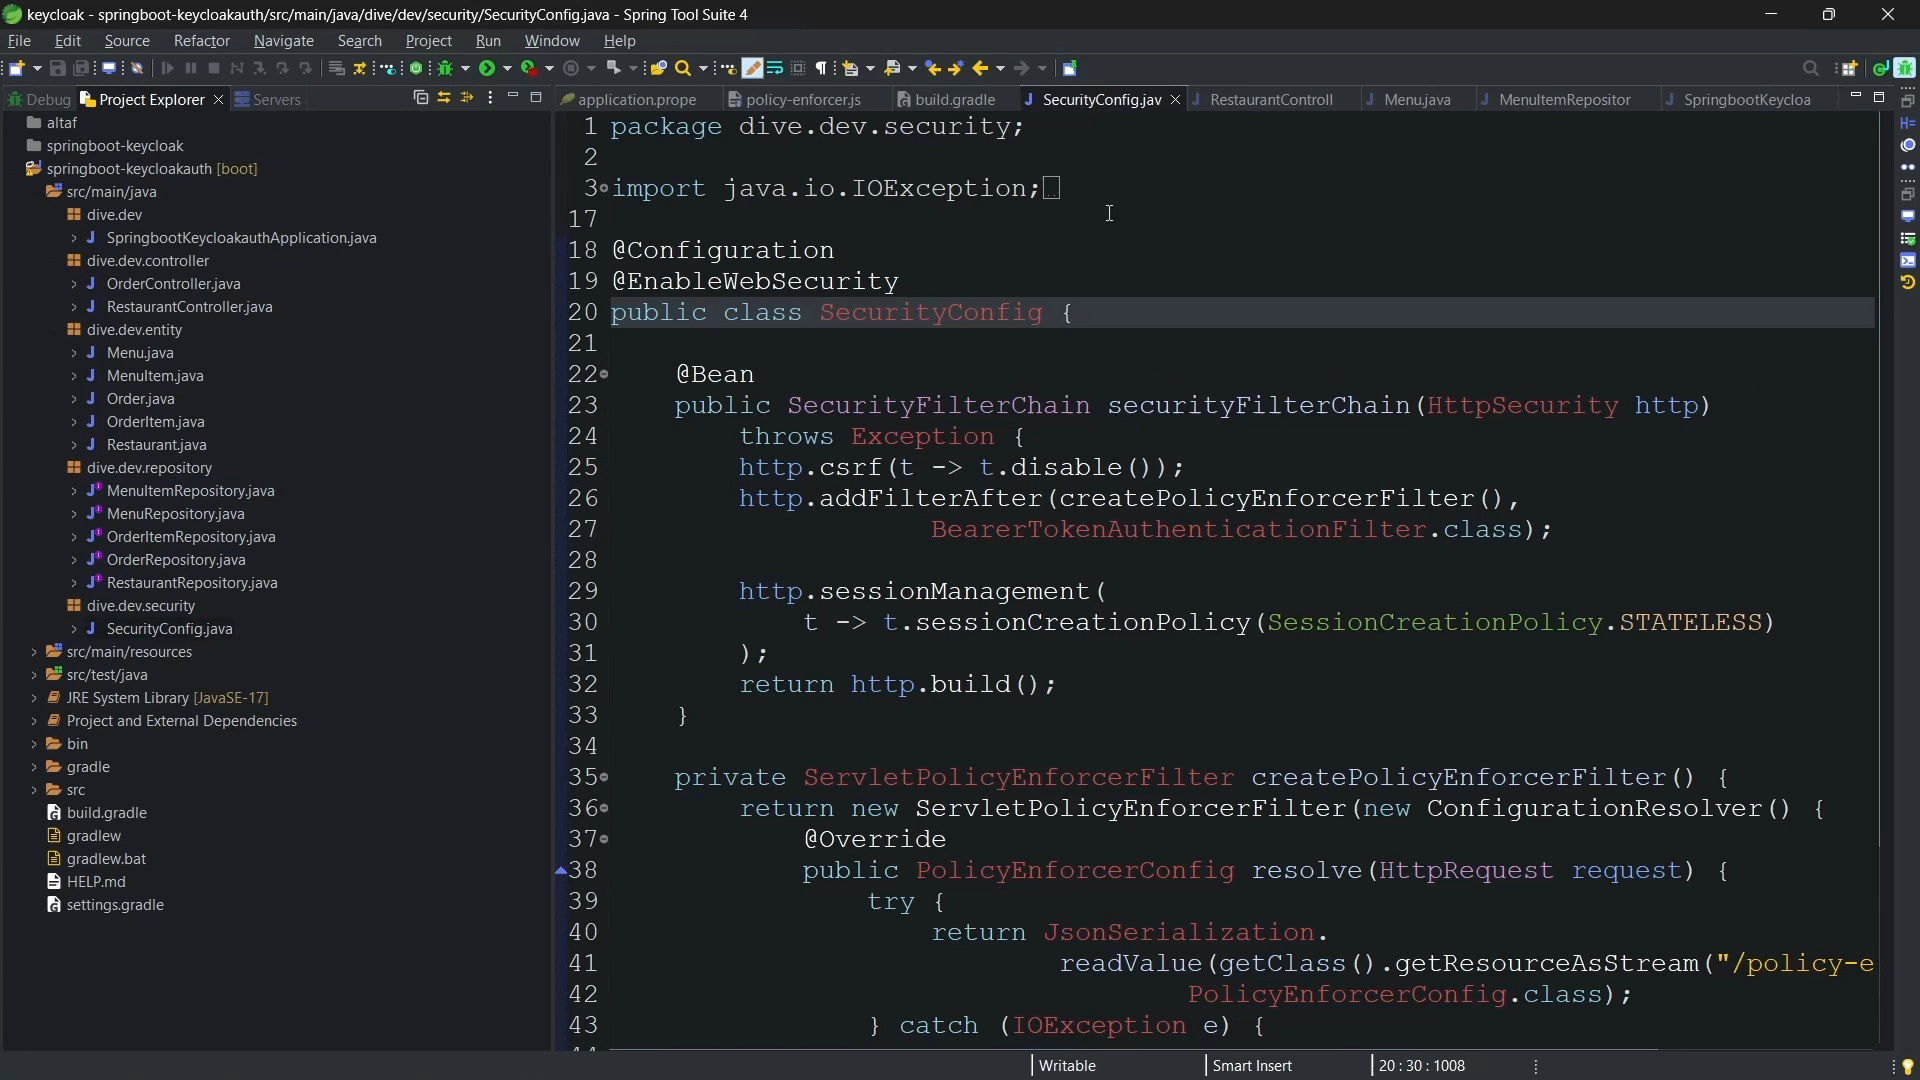 keycloak - springboot-keycloakauth/src/main/java/dive/dev/security/SecurityConfig.java - Spring Tool Suite 4
File Edit Source Refactor Navigate Search Project Run Window Help
Debug Project Explorer Servers
application.prope policy-enforcer.js build.gradle SecurityConfig.jav RestaurantControll Menu.java MenuItemRepositor SpringbootKeycloa
altaf
springboot-keycloak
springboot-keycloakauth [boot]
src/main/java
dive.dev
SpringbootKeycloakauthApplication.java
dive.dev.controller
OrderController.java
RestaurantController.java
dive.dev.entity
Menu.java
MenuItem.java
Order.java
OrderItem.java
Restaurant.java
dive.dev.repository
MenuItemRepository.java
MenuRepository.java
OrderItemRepository.java
OrderRepository.java
RestaurantRepository.java
dive.dev.security
SecurityConfig.java
src/main/resources
src/test/java
JRE System Library [JavaSE-17]
Project and External Dependencies
bin
gradle
src
build.gradle
gradlew
gradlew.bat
HELP.md
settings.gradle
1 package dive.dev.security;
2
3 import java.io.IOException;
17
18 @Configuration
19 @EnableWebSecurity
20 public class SecurityConfig {
21
22 @Bean
23 public SecurityFilterChain securityFilterChain(HttpSecurity http)
24 throws Exception {
25 http.csrf(t -> t.disable());
26 http.addFilterAfter(createPolicyEnforcerFilter(),
27 BearerTokenAuthenticationFilter.class);
28
29 http.sessionManagement(
30 t -> t.sessionCreationPolicy(SessionCreationPolicy.STATELESS)
31 );
32 return http.build();
33 }
34
35 private ServletPolicyEnforcerFilter createPolicyEnforcerFilter() {
36 return new ServletPolicyEnforcerFilter(new ConfigurationResolver() {
37 @Override
38 public PolicyEnforcerConfig resolve(HttpRequest request) {
39 try {
40 return JsonSerialization.
41 readValue(getClass().getResourceAsStream("/policy-e
42 PolicyEnforcerConfig.class);
43 } catch (IOException e) {
Writable Smart Insert 20 : 30 : 1008